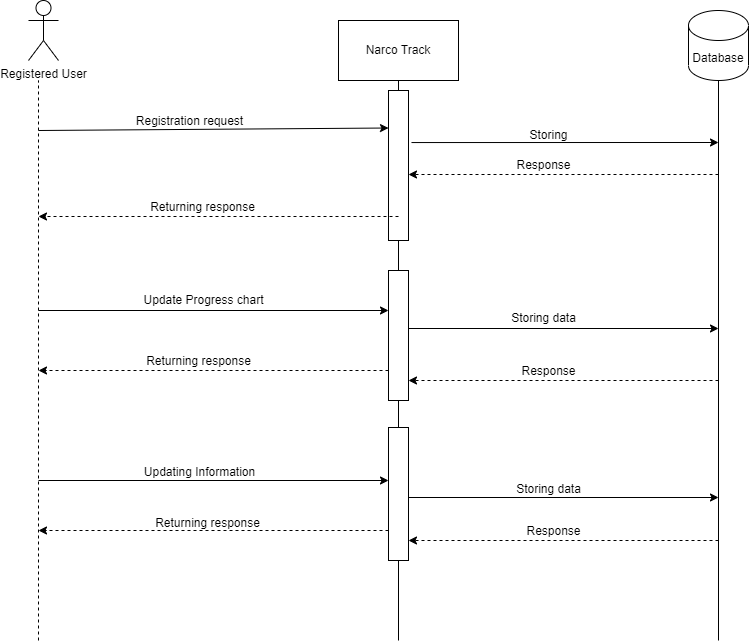 Narco Track
Database
Registered User
Registration request
Storing
Response
Returning response
Update Progress chart
Storing data
Returning response
Response
Updating Information
Storing data
Returning response
Response